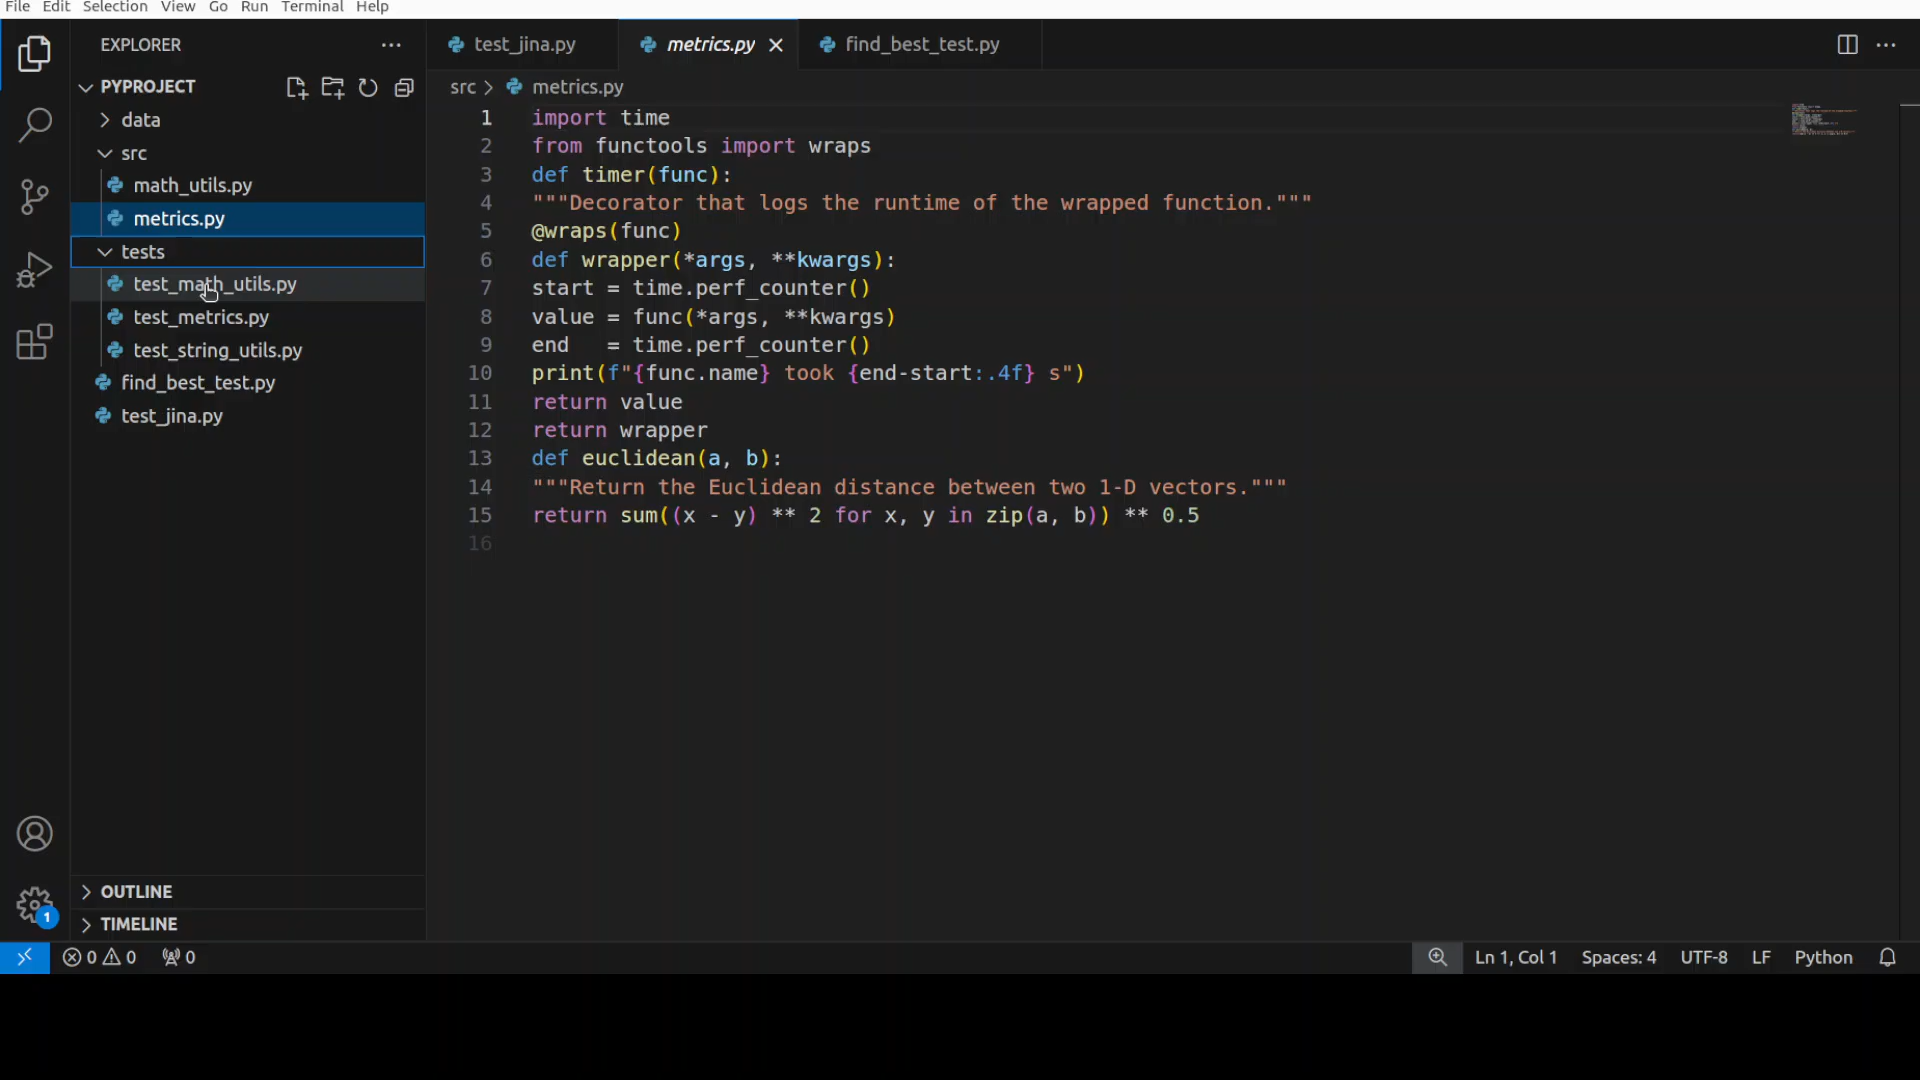 File Edit Selection View Go Run Terminal Help
EXPLORER
PYPROJECT
data
src
math_utils.py
metrics.py
tests
test_math_utils.py
test_metrics.py
test_string_utils.py
find_best_test.py
test_jina.py
OUTLINE
TIMELINE
test_jina.py metrics.py find_best_test.py
src > metrics.py
1 import time
2 from functools import wraps
3 def timer(func):
4 """Decorator that logs the runtime of the wrapped function."""
5 @wraps(func)
6 def wrapper(*args, **kwargs):
7 start = time.perf_counter()
8 value = func(*args, **kwargs)
9 end   = time.perf_counter()
10 print(f"{func.name} took {end-start:.4f} s")
11 return value
12 return wrapper
13 def euclidean(a, b):
14 """Return the Euclidean distance between two 1-D vectors."""
15 return sum((x - y) ** 2 for x, y in zip(a, b)) ** 0.5
16
1
0 0 0 Ln 1, Col 1 Spaces: 4 UTF-8 LF Python